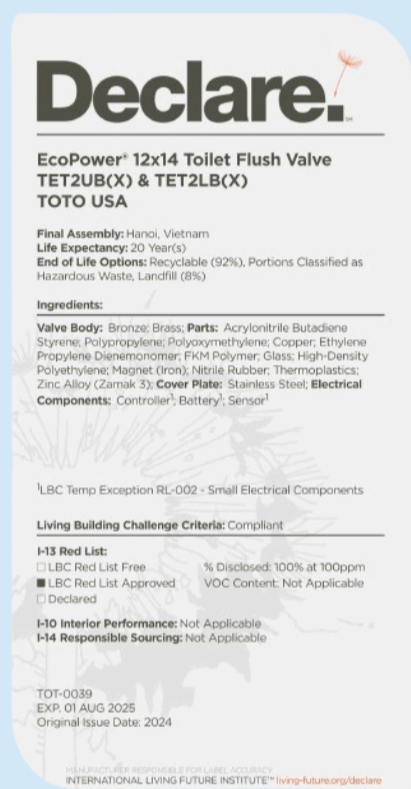 Declare.
SM
EcoPower® 12x14 Toilet Flush Valve
TET2UB(X) & TET2LB(X)
TOTO USA
Final Assembly: Hanoi, Vietnam
Life Expectancy: 20 Year(s)
End of Life Options: Recyclable (92%), Portions Classified as
Hazardous Waste, Landfill (8%)
Ingredients:
Valve Body: Bronze; Brass; Parts: Acrylonitrile Butadiene
Styrene; Polypropylene; Polyoxymethylene; Copper; Ethylene
Propylene Dienemonomer; FKM Polymer; Glass; High-Density
Polyethylene; Magnet (Iron); Nitrile Rubber; Thermoplastics;
Zinc Alloy (Zamak 3); Cover Plate: Stainless Steel; Electrical
Components: Controller¹; Battery¹; Sensor¹
¹LBC Temp Exception RL-002 - Small Electrical Components
Living Building Challenge Criteria: Compliant
I-13 Red List:
☐ LBC Red List Free % Disclosed: 100% at 100ppm
■ LBC Red List Approved VOC Content: Not Applicable
☐ Declared
I-10 Interior Performance: Not Applicable
I-14 Responsible Sourcing: Not Applicable
TOT-0039
EXP. 01 AUG 2025
Original Issue Date: 2024
MANUFACTURER RESPONSIBLE FOR LABEL ACCURACY
INTERNATIONAL LIVING FUTURE INSTITUTE™ living-future.org/declare